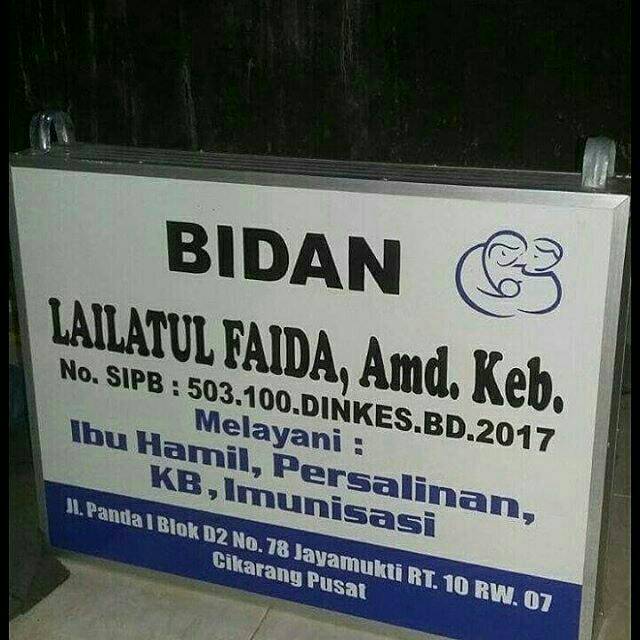 BIDAN
LAILATUL FAIDA, Amd. Keb.
No. SIPB : 503.100.DINKES.BD.2017
Melayani :
Ibu Hamil, Persalinan,
KB , Imunisasi
Jl. Panda I Blok D2 No. 78 Jayamukti RT. 10 RW. 07
Cikarang Pusat